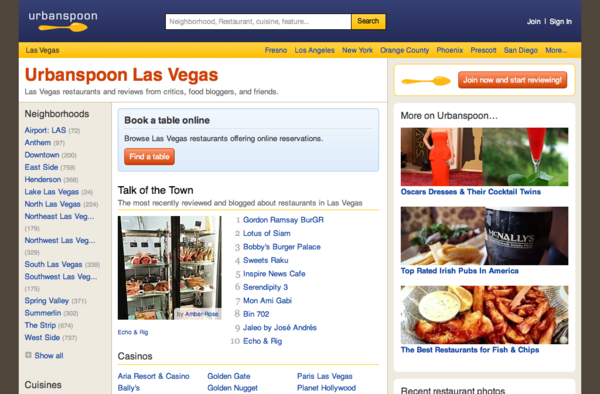 urbanspoon
Neighborhood, Restaurant, cuisine, feature... Search
Join | Sign In
Las Vegas
Fresno Los Angeles New York Orange County Phoenix Prescott San Diego More...
Urbanspoon Las Vegas
Las Vegas restaurants and reviews from critics, food bloggers, and friends.
Join now and start reviewing!
Neighborhoods
Airport: LAS (72)
Anthem (97)
Downtown (200)
East Side (759)
Henderson (368)
Lake Las Vegas (24)
North Las Vegas (224)
Northeast Las Veg...
(179)
Northwest Las Veg...
(329)
South Las Vegas (339)
Southwest Las Veg...
(175)
Spring Valley (371)
Summerlin (302)
The Strip (674)
West Side (737)
Show all
Cuisines
Book a table online
Browse Las Vegas restaurants offering online reservations.
Find a table
Talk of the Town
The most recently reviewed and blogged about restaurants in Las Vegas
by Amber-Rose
Echo & Rig
1 Gordon Ramsay BurGR
2 Lotus of Siam
3 Bobby's Burger Palace
4 Sweets Raku
5 Inspire News Cafe
6 Serendipity 3
7 Mon Ami Gabi
8 Bin 702
9 Jaleo by José Andrés
10 Echo & Rig
Casinos
Aria Resort & Casino Golden Gate Paris Las Vegas
Bally's Golden Nugget Planet Hollywood
More on Urbanspoon…
Oscars Dresses & Their Cocktail Twins
McNALLY'S
Top Rated Irish Pubs In America
The Best Restaurants for Fish & Chips
Recent restaurant photos